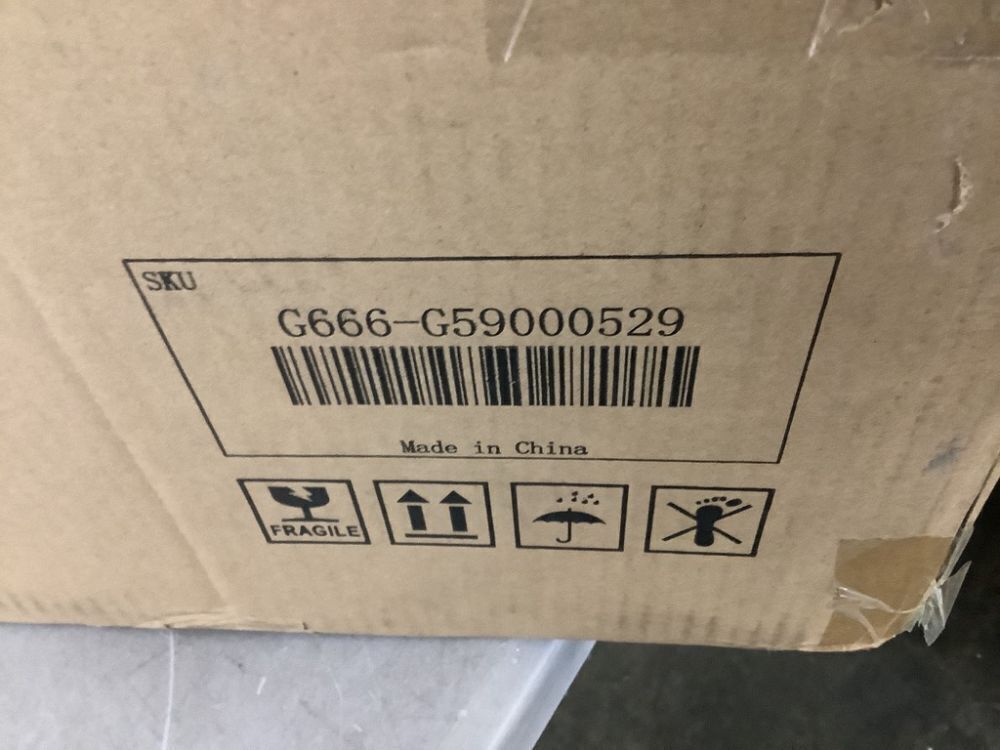 SKU
G666-G59000529
Made in China
FRAGILE